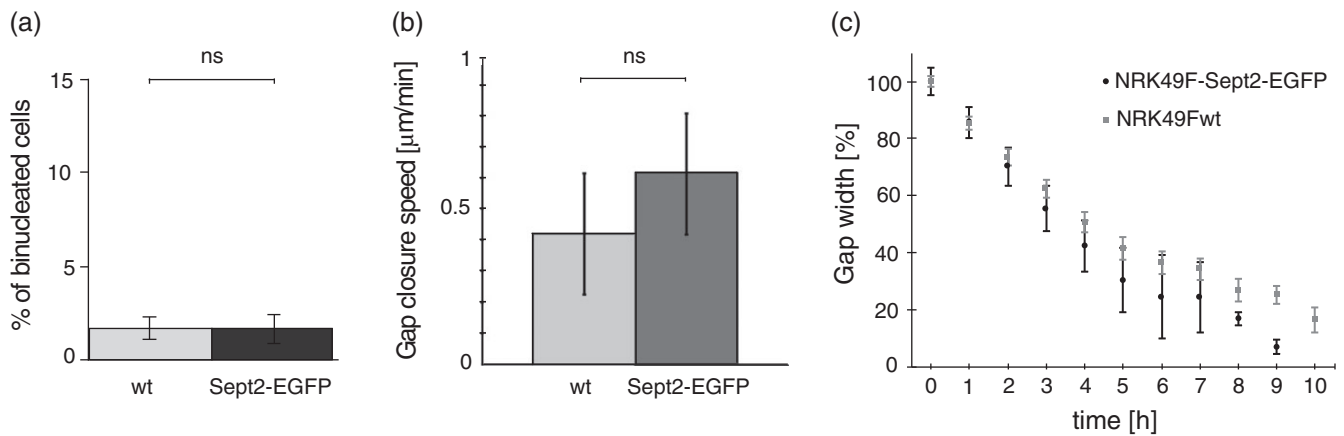 (a)
ns
15
10
5
0
% of binucleated cells
wt Sept2-EGFP
(b)
ns
1
0.5
0
Gap closure speed [μm/min]
wt Sept2-EGFP
(c)
NRK49F-Sept2-EGFP
NRK49Fwt
100
80
60
40
20
0
Gap width [%]
0 1 2 3 4 5 6 7 8 9 10
time [h]